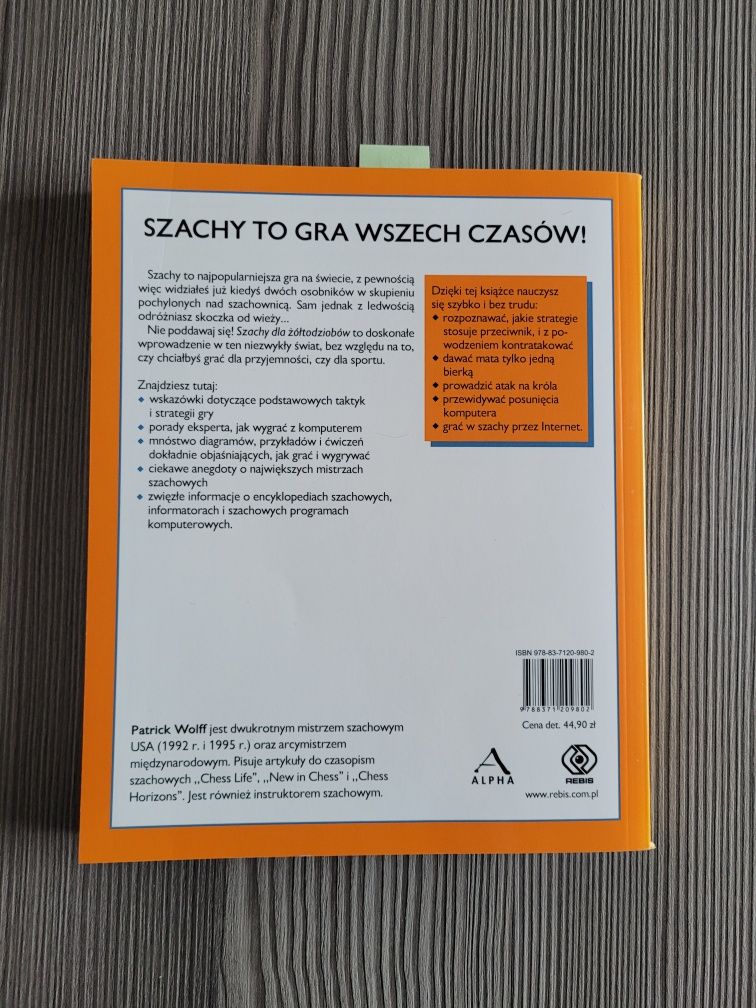 SZACHY TO GRA WSZECH CZASÓW!
Szachy to najpopularniejsza gra na świecie, z pewnością
więc widziałeś już kiedyś dwóch osobników w skupieniu
pochylonych nad szachownicą. Sam jednak z ledwością
odróżniasz skoczka od wieży...
Nie poddawaj się! Szachy dla żółtodziobów to doskonałe
wprowadzenie w ten niezwykły świat, bez względu na to,
czy chciałbyś grać dla przyjemności, czy dla sportu.
Znajdziesz tutaj:
◆ wskazówki dotyczące podstawowych taktyk
i strategii gry
◆ porady eksperta, jak wygrać z komputerem
◆ mnóstwo diagramów, przykładów i ćwiczeń
dokładnie objaśniających, jak grać i wygrywać
◆ ciekawe anegdoty o największych mistrzach
szachowych
◆ zwięzłe informacje o encyklopediach szachowych,
informatorach i szachowych programach
komputerowych.
Dzięki tej książce nauczysz
się szybko i bez trudu:
◆ rozpoznawać, jakie strategie
stosuje przeciwnik, i z po-
wodzeniem kontratakować
◆ dawać mata tylko jedną
bierką
◆ prowadzić atak na króla
◆ przewidywać posunięcia
komputera
◆ grać w szachy przez Internet.
Patrick Wolff jest dwukrotnym mistrzem szachowym
USA (1992 r. i 1995 r.) oraz arcymistrzem
międzynarodowym. Pisuje artykuły do czasopism
szachowych ,,Chess Life", ,,New in Chess" i ,,Chess
Horizons". Jest również instruktorem szachowym.
ISBN 978-83-7120-980-2
9788371209802
Cena det. 44,90 zł
ALPHA
REBIS
www.rebis.com.pl